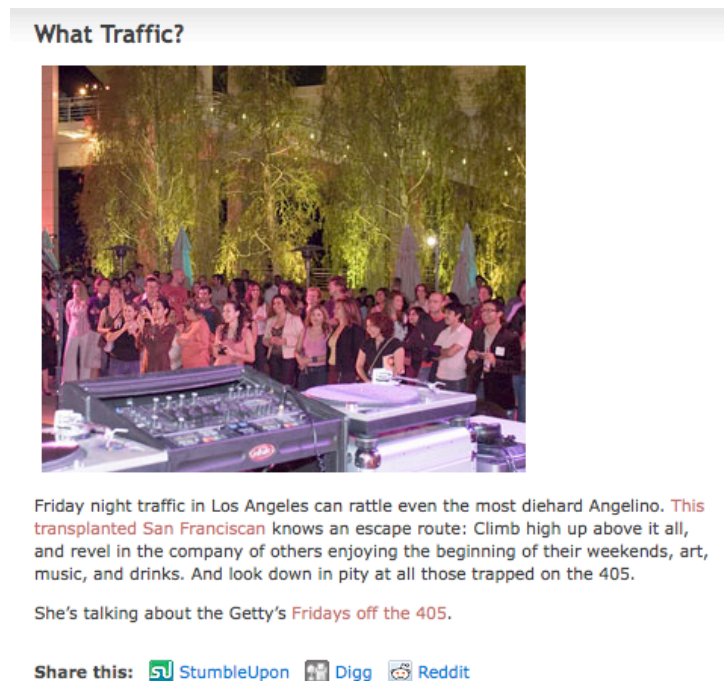 What Traffic?
Friday night traffic in Los Angeles can rattle even the most diehard Angelino. This
transplanted San Franciscan knows an escape route: Climb high up above it all,
and revel in the company of others enjoying the beginning of their weekends, art,
music, and drinks. And look down in pity at all those trapped on the 405.
She's talking about the Getty's Fridays off the 405.
Share this: StumbleUpon Digg Reddit